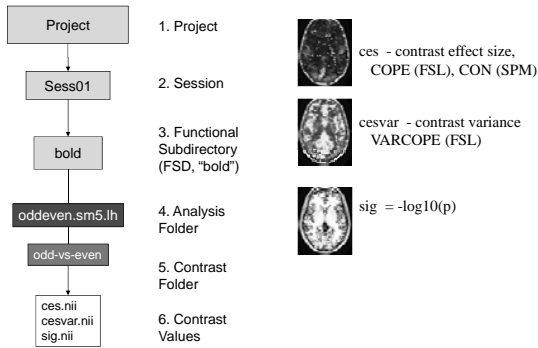 Project
Sess01
bold
oddeven.sm5.lh
odd-vs-even
ces.nii
cesvar.nii
sig.nii
1. Project
2. Session
3. Functional
Subdirectory
(FSD, “bold”)
4. Analysis
Folder
5. Contrast
Folder
6. Contrast
Values
ces - contrast effect size,
COPE (FSL), CON (SPM)
cesvar - contrast variance
VARCOPE (FSL)
sig = -log10(p)